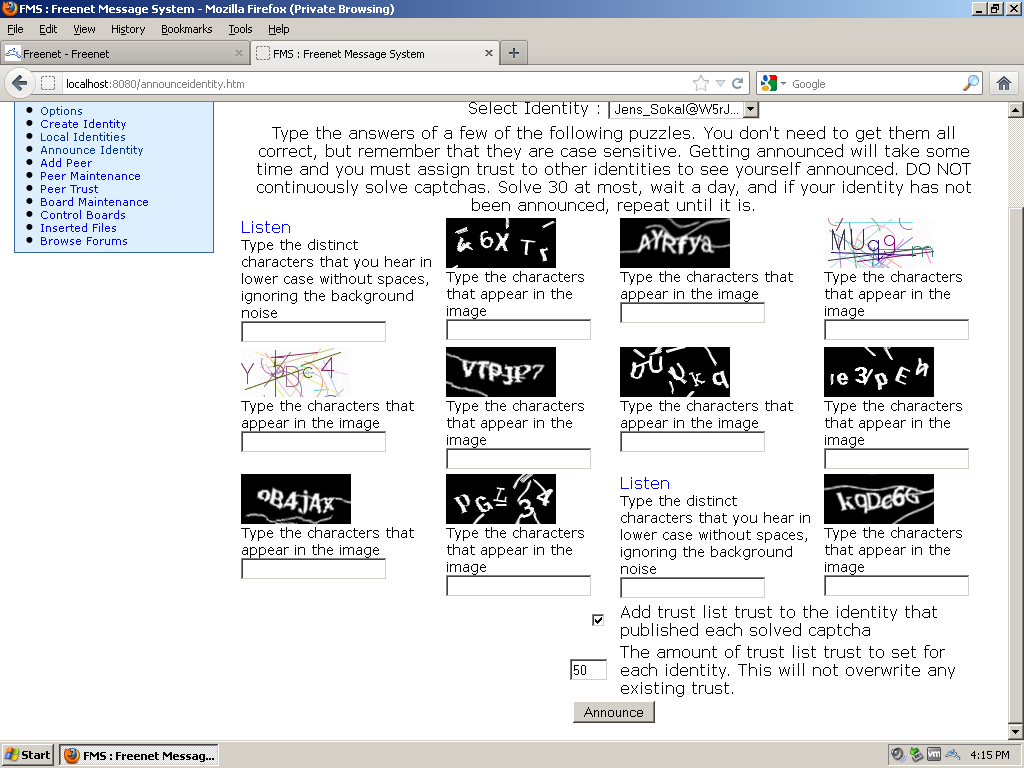 FMS : Freenet Message System - Mozilla Firefox (Private Browsing)
File Edit View History Bookmarks Tools Help
Freenet - Freenet
FMS : Freenet Message System
localhost:8080/announceidentity.htm
Google
Options
Create Identity
Local Identities
Announce Identity
Add Peer
Peer Maintenance
Peer Trust
Board Maintenance
Control Boards
Inserted Files
Browse Forums
Select Identity : Jens_Sokal@W5rJ...
Type the answers of a few of the following puzzles. You don't need to get them all
correct, but remember that they are case sensitive. Getting announced will take some
time and you must assign trust to other identities to see yourself announced. DO NOT
continuously solve captchas. Solve 30 at most, wait a day, and if your identity has not
been announced, repeat until it is.
Listen
Type the distinct
characters that you hear in
lower case without spaces,
ignoring the background
noise
Type the characters
that appear in the
image
Type the characters that
appear in the image
Type the characters
that appear in the
image
Type the characters that
appear in the image
Type the characters
that appear in the
image
Type the characters that
appear in the image
Type the characters
that appear in the
image
Type the characters that
appear in the image
Type the characters
that appear in the
image
Listen
Type the distinct
characters that you hear in
lower case without spaces,
ignoring the background
noise
Type the characters
that appear in the
image
Add trust list trust to the identity that
published each solved captcha
50
The amount of trust list trust to set for
each identity. This will not overwrite any
existing trust.
Announce
Start
FMS : Freenet Messag...
4:15 PM